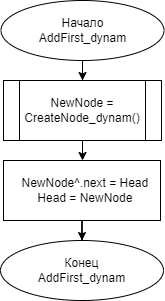 Начало
AddFirst_dynam
NewNode =
CreateNode_dynam()
NewNode^.next = Head
Head = NewNode
Конец
AddFirst_dynam